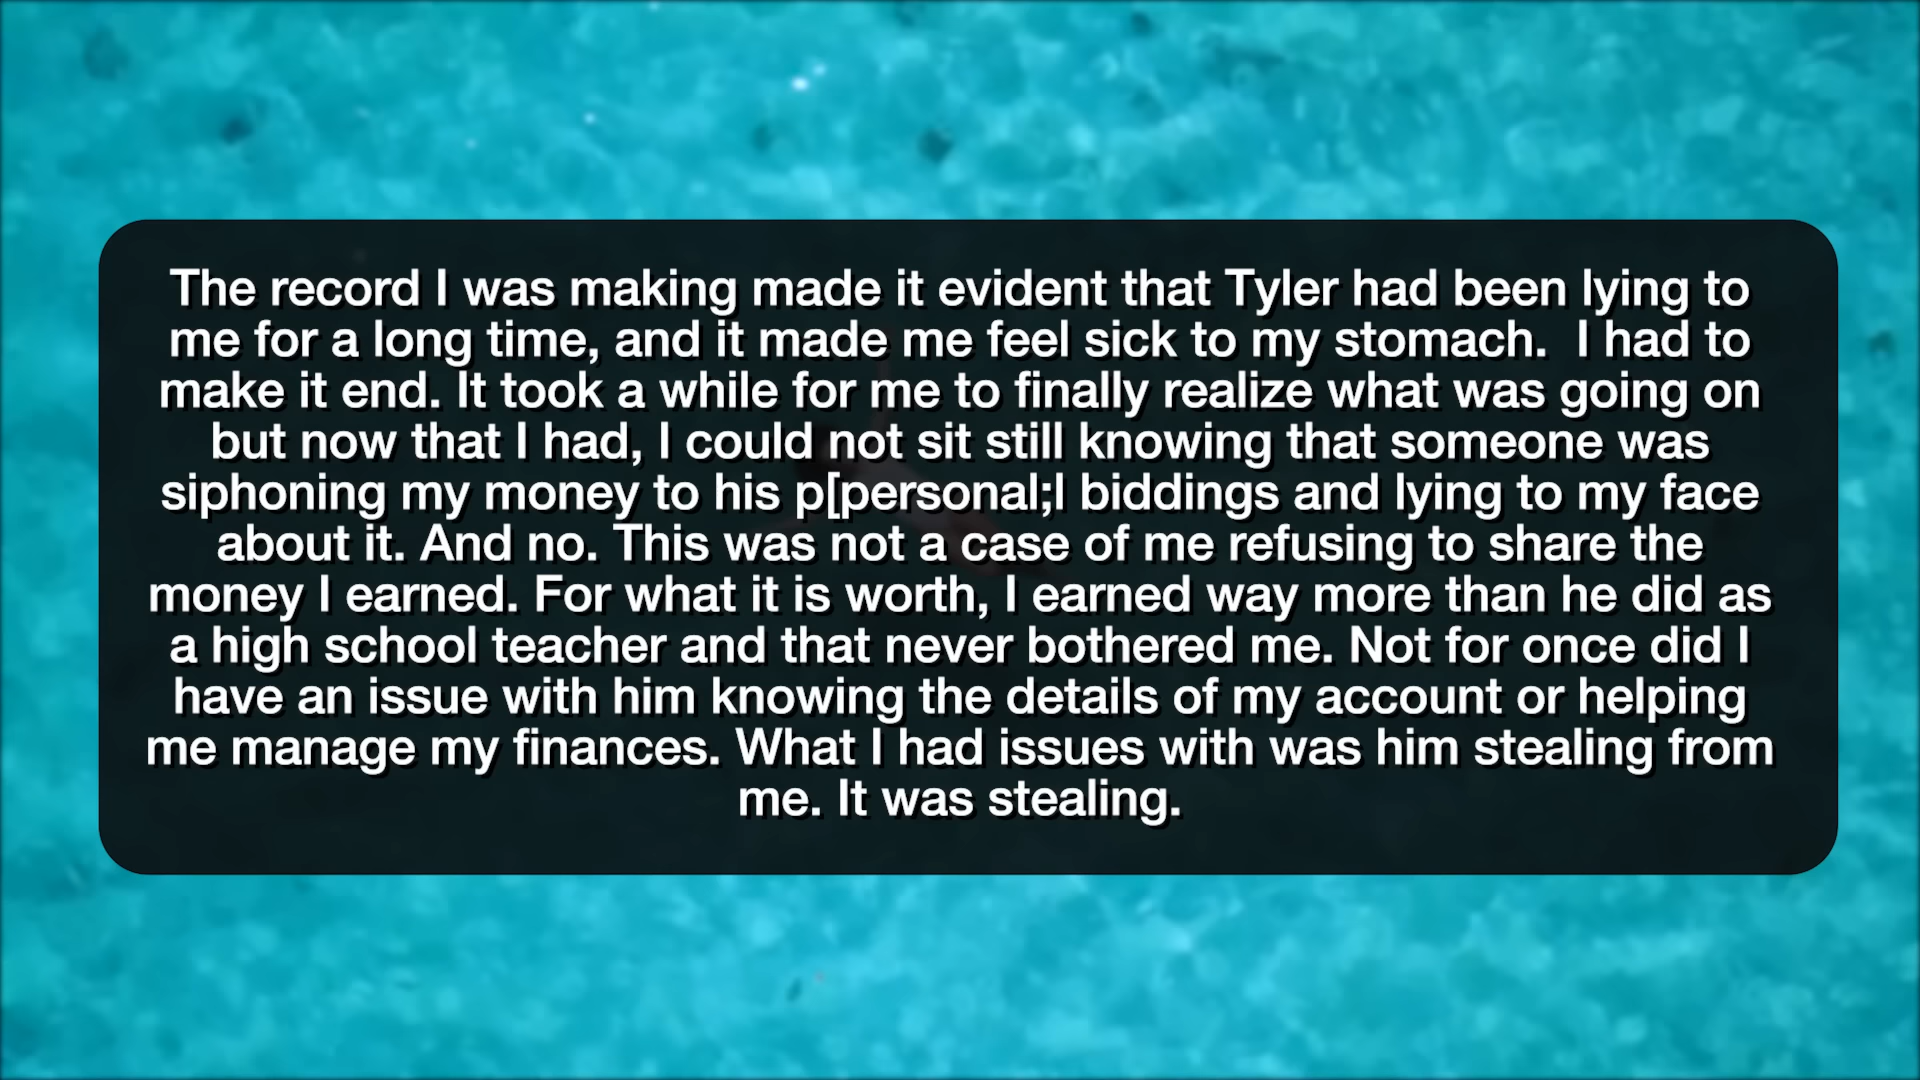 The record I was making made it evident that Tyler had been lying to
me for a long time, and it made me feel sick to my stomach.  I had to
make it end. It took a while for me to finally realize what was going on
but now that I had, I could not sit still knowing that someone was
siphoning my money to his p[personal;l biddings and lying to my face
about it. And no. This was not a case of me refusing to share the
money I earned. For what it is worth, I earned way more than he did as
a high school teacher and that never bothered me. Not for once did I
have an issue with him knowing the details of my account or helping
me manage my finances. What I had issues with was him stealing from
me. It was stealing.